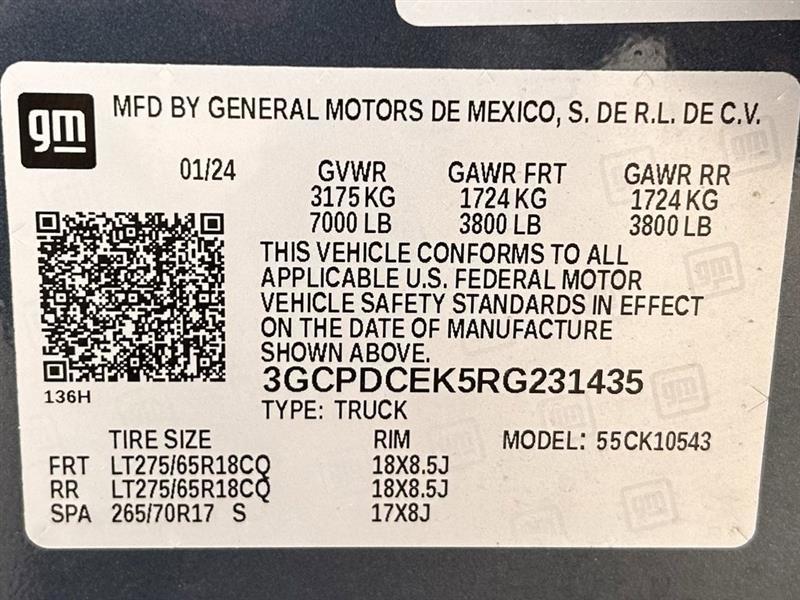 gm
MFD BY GENERAL MOTORS DE MEXICO, S. DE R.L. DE C.V.
01/24 GVWR GAWR FRT GAWR RR
3175 KG 1724 KG 1724 KG
7000 LB 3800 LB 3800 LB
THIS VEHICLE CONFORMS TO ALL
APPLICABLE U.S. FEDERAL MOTOR
VEHICLE SAFETY STANDARDS IN EFFECT
ON THE DATE OF MANUFACTURE
SHOWN ABOVE.
3GCPDCEK5RG231435
136H
TYPE: TRUCK
TIRE SIZE RIM MODEL: 55CK10543
FRT LT275/65R18CQ 18X8.5J
RR LT275/65R18CQ 18X8.5J
SPA 265/70R17 S 17X8J